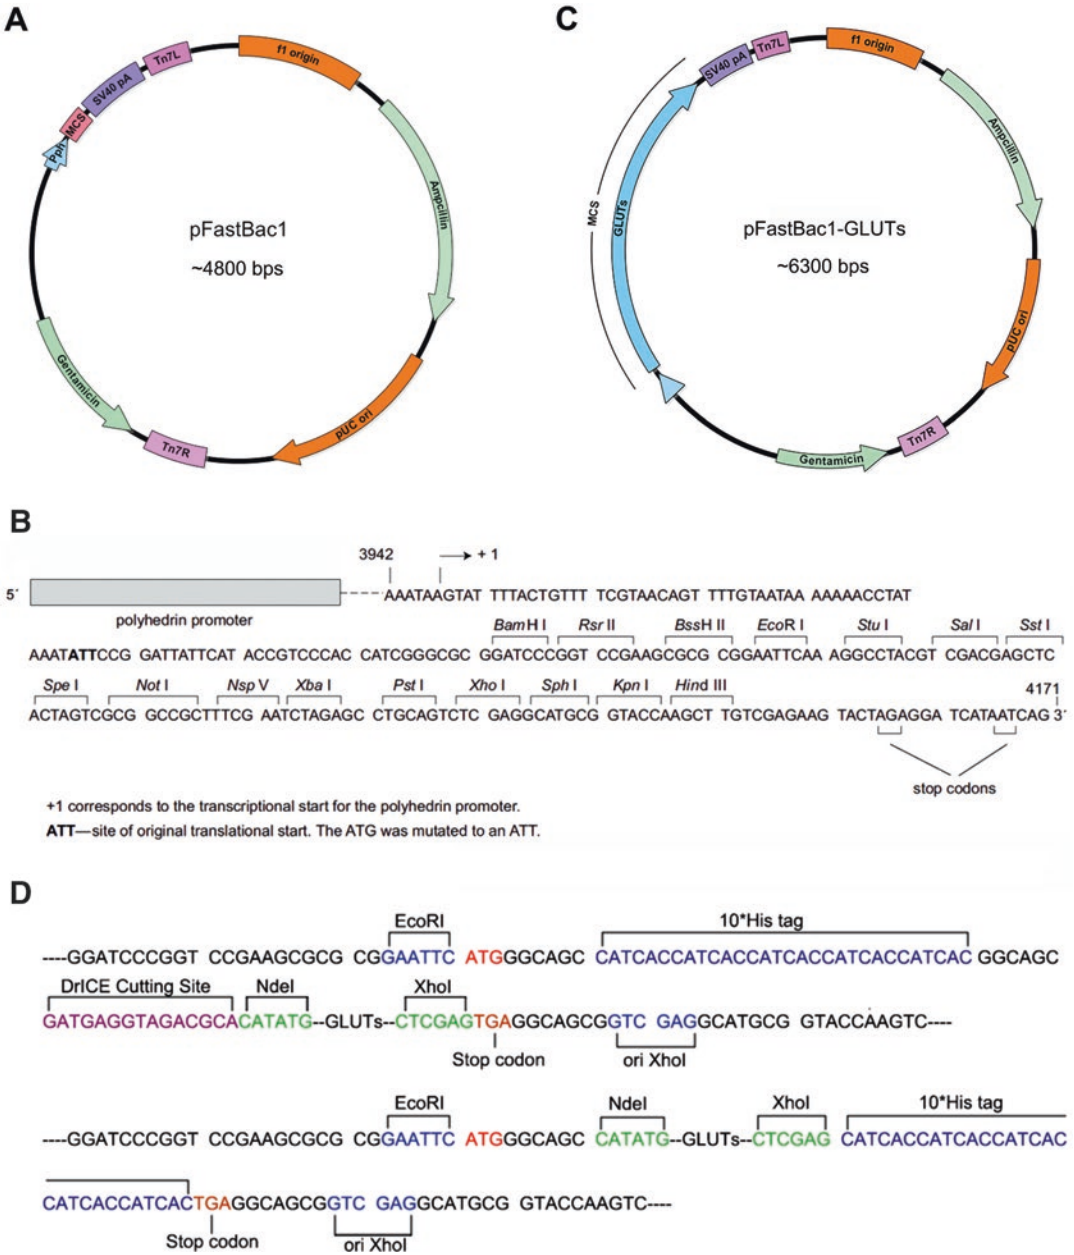 A
C
Tn7L
f1 origin
SV40 pA
MCS
Pph
Ampcillin
pFastBac1
~4800 bps
Gentamicin
pUC ori
Tn7R
SV40 pA
Tn7L
f1 origin
Ampcillin
MCS
GLUTs
pFastBac1-GLUTs
~6300 bps
pUC ori
Tn7R
Gentamicin
B
3942
+ 1
5´ AAATAAGTAT TTTACTGTTT TCGTAACAGT TTTGTAATAA AAAAACCTAT
polyhedrin promoter
BamH I Rsr II BssH II EcoR I Stu I Sal I Sst I
AAATATTCCG GATTATTCAT ACCGTCCCAC CATCGGGCGC GGATCCCGGT CCGAAGCGCG CGGAATTCAA AGGCCTACGT CGACGAGCTC
Spe I Not I Nsp V Xba I Pst I Xho I Sph I Kpn I Hind III 4171
ACTAGTCGCG GCCGCTTTCG AATCTAGAGC CTGCAGTCTC GAGGCATGCG GTACCAAGCT TGTCGAGAAG TACTAGAGGA TCATAATCAG 3´
stop codons
+1 corresponds to the transcriptional start for the polyhedrin promoter.
ATT—site of original translational start. The ATG was mutated to an ATT.
D
EcoRI 10*His tag
----GGATCCCGGT CCGAAGCGCG CGGAATTC ATGGGCAGC CATCACCATCACCATCACCATCACCATCAC GGCAGC
DrICE Cutting Site NdeI XhoI
GATGAGGTAGACGCACATATG--GLUTs--CTCGAGTGAGGCAGCGGTC GAGGCATGCG GTACCAAGTC----
Stop codon ori XhoI
EcoRI NdeI XhoI 10*His tag
----GGATCCCGGT CCGAAGCGCG CGGAATTC ATGGGCAGC CATATG--GLUTs--CTCGAG CATCACCATCACCATCAC
CATCACCATCACTGAGGCAGCGGTC GAGGCATGCG GTACCAAGTC----
Stop codon ori XhoI